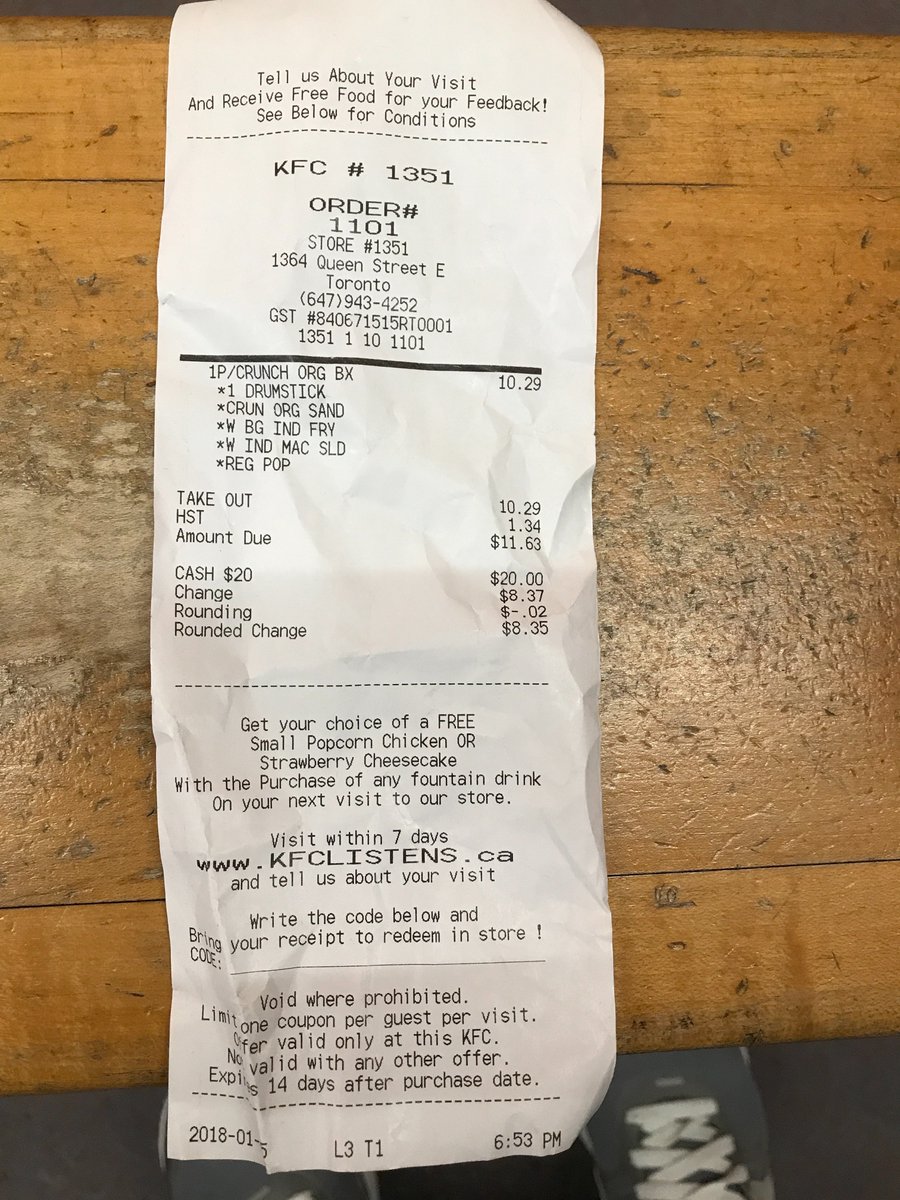 Tell us About Your Visit
And Receive Free Food for your Feedback!
See Below for Conditions
KFC # 1351
ORDER#
1101
STORE #1351
1364 Queen Street E
Toronto
(647)943-4252
GST #840671515RT0001
1351 1 10 1101
1P/CRUNCH ORG BX 10.29
*1 DRUMSTICK
*CRUN ORG SAND
*W BG IND FRY
*W IND MAC SLD
*REG POP
TAKE OUT 10.29
HST 1.34
Amount Due $11.63
CASH $20 $20.00
Change $8.37
Rounding $-.02
Rounded Change $8.35
Get your choice of a FREE
Small Popcorn Chicken OR
Strawberry Cheesecake
With the Purchase of any fountain drink
On your next visit to our store.
Visit within 7 days
www.KFCLISTENS.ca
and tell us about your visit
Write the code below and
Bring your receipt to redeem in store !
CODE:
Void where prohibited.
Limit one coupon per guest per visit.
valid only at this KFC.
valid with any other offer.
14 days after purchase date.
L3 T1 6:53 PM